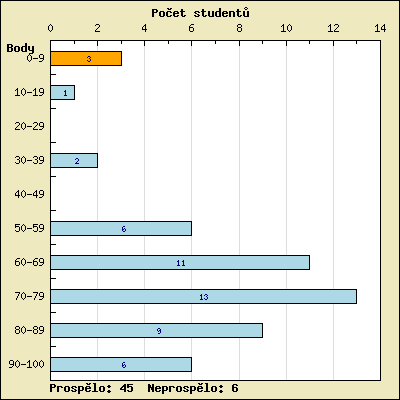 Počet studentů
0 2 4 6 8 10 12 14
Body
0-9 3
10-19 1
20-29
30-39 2
40-49
50-59 6
60-69 11
70-79 13
80-89 9
90-100 6
Prospělo: 45 Neprospělo: 6